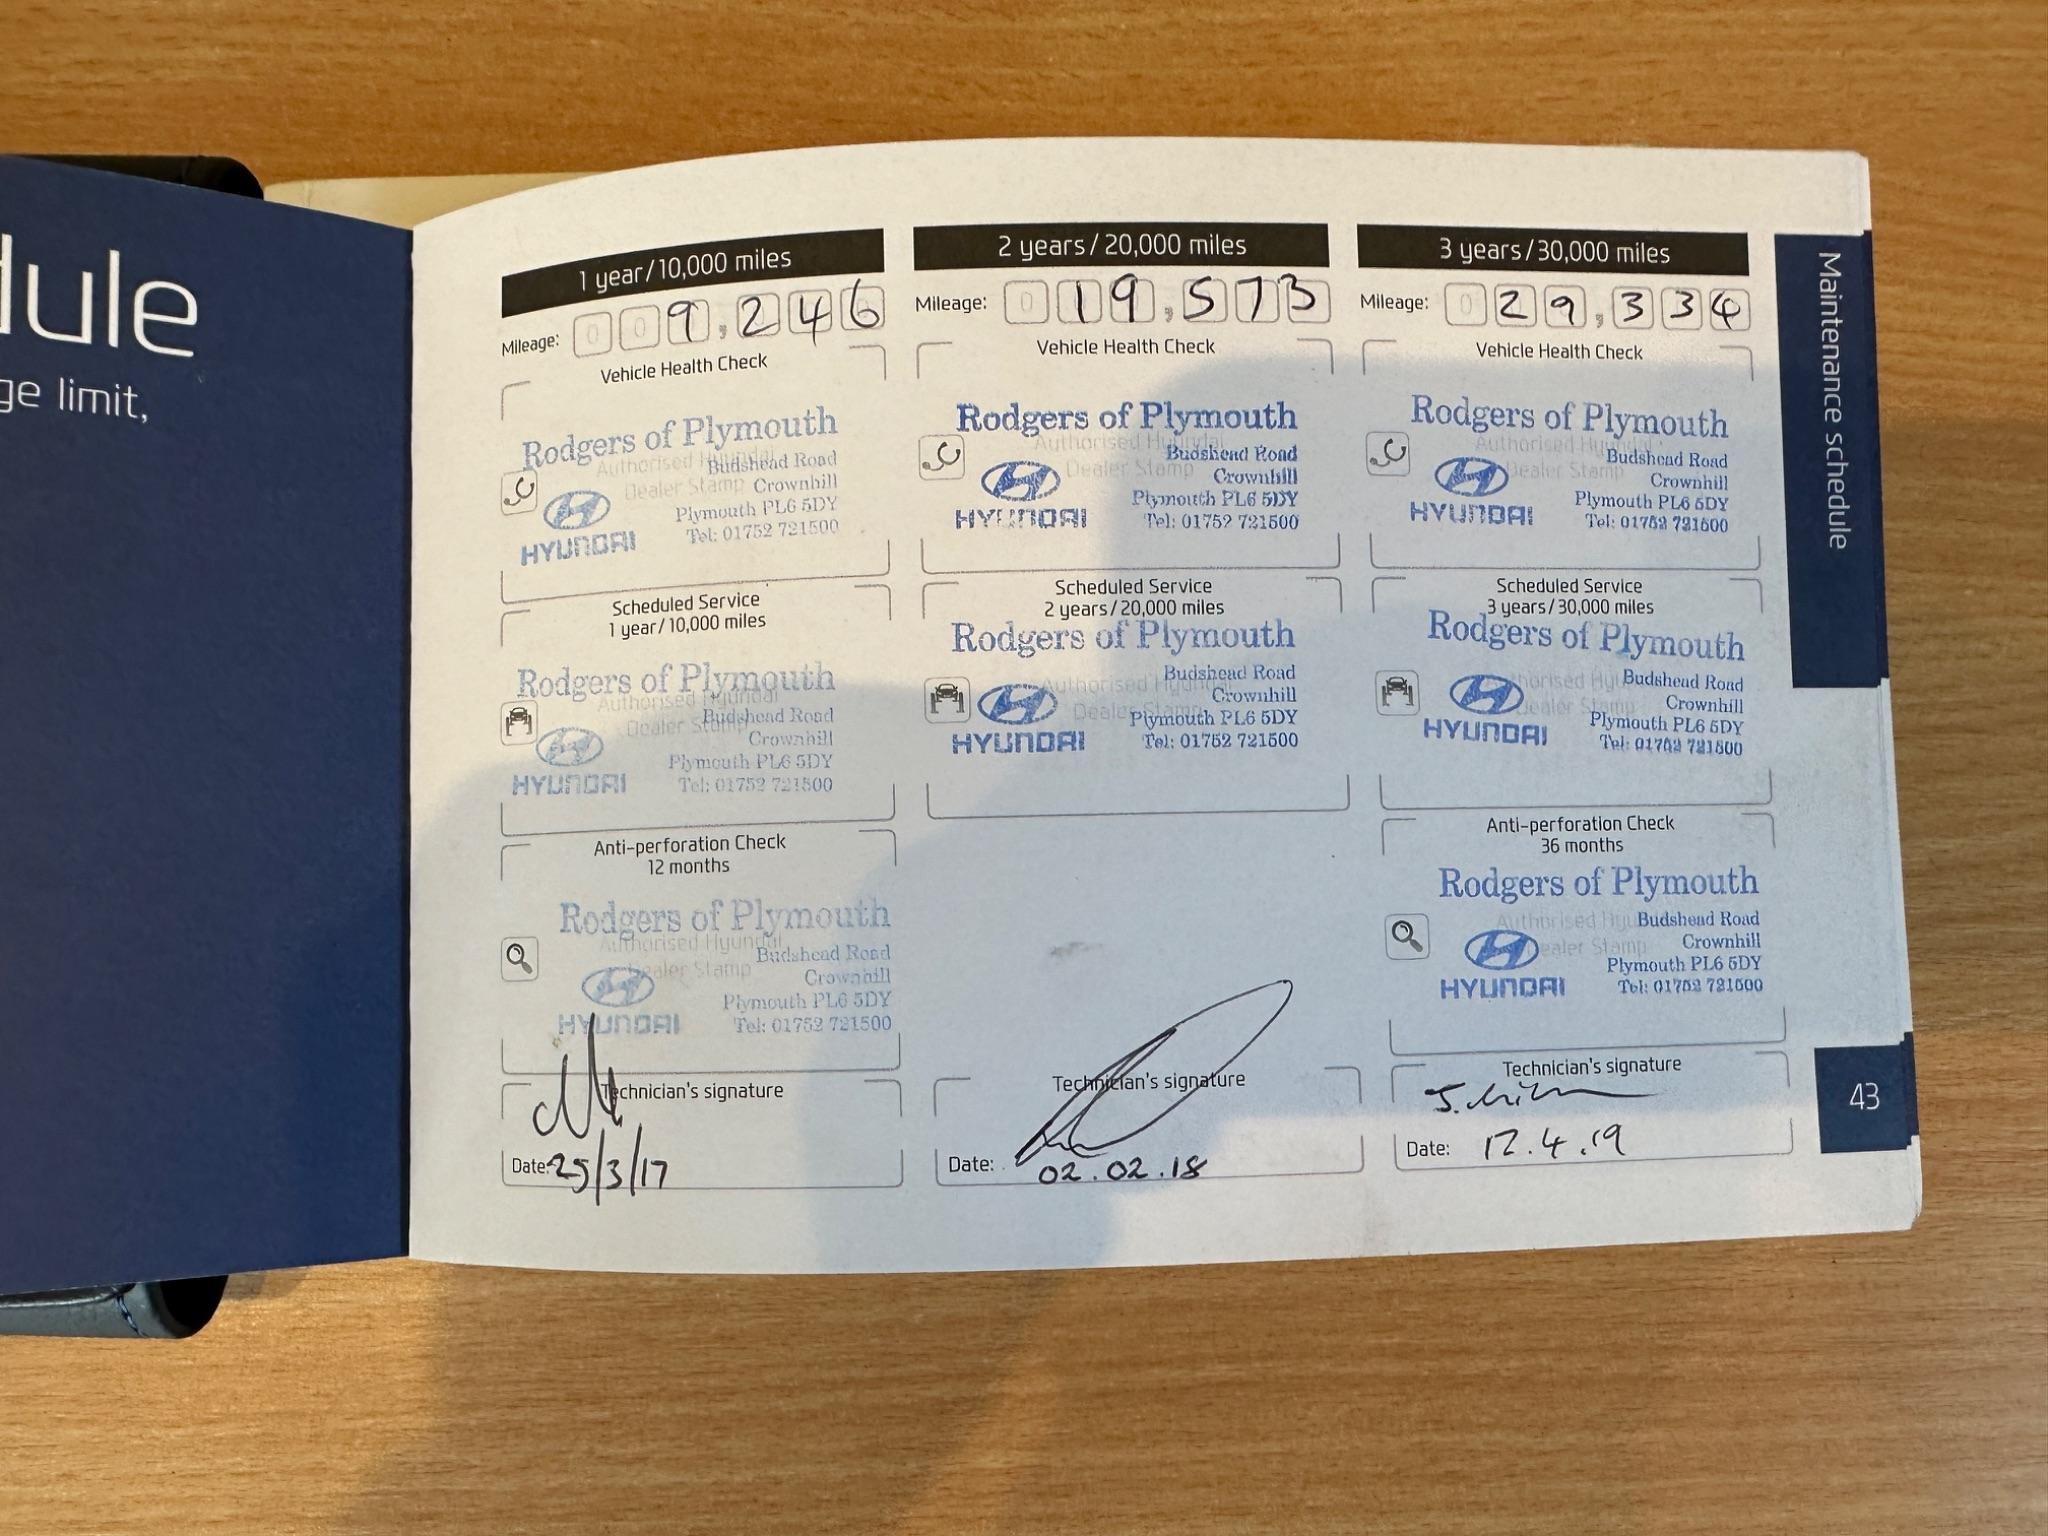 dule
ge limit,
1 year/10,000 miles
Mileage: 009,246
Vehicle Health Check
Rodgers of Plymouth
Authorised Hyundai
Budshead Road
Dealer Stamp
Crownhill
Plymouth PL6 5DY
HYUNDAI
Tel: 01752 721500
Scheduled Service
1 year/10,000 miles
Rodgers of Plymouth
Authorised Hyundai
Budshead Road
Dealer Stamp
Crownhill
Plymouth PL6 5DY
HYUNDAI
Tel: 01752 721500
Anti-perforation Check
12 months
Rodgers of Plymouth
Authorised Hyundai
Budshead Road
Dealer Stamp
Crownhill
Plymouth PL6 5DY
HYUNDAI
Tel: 01752 721500
Technician's signature
Date: 25/3/17
2 years/20,000 miles
Mileage: 019,573
Vehicle Health Check
Rodgers of Plymouth
Authorised Hyundai
Budshead Road
Dealer Stamp
Crownhill
Plymouth PL6 5DY
HYUNDAI
Tel: 01752 721500
Scheduled Service
2 years/20,000 miles
Rodgers of Plymouth
Authorised Hyundai
Budshead Road
Dealer Stamp
Crownhill
Plymouth PL6 5DY
HYUNDAI
Tel: 01752 721500
Technician's signature
Date: 02.02.18
3 years/30,000 miles
Mileage: 029,334
Vehicle Health Check
Rodgers of Plymouth
Authorised Hyundai
Budshead Road
Dealer Stamp
Crownhill
Plymouth PL6 5DY
HYUNDAI
Tel: 01752 721500
Scheduled Service
3 years/30,000 miles
Rodgers of Plymouth
Authorised Hyundai
Budshead Road
Dealer Stamp
Crownhill
Plymouth PL6 5DY
HYUNDAI
Tel: 01752 721500
Anti-perforation Check
36 months
Rodgers of Plymouth
Authorised Hyundai
Budshead Road
Dealer Stamp
Crownhill
Plymouth PL6 5DY
HYUNDAI
Tel: 01752 721500
Technician's signature
Date: 12.4.19
Maintenance schedule
43